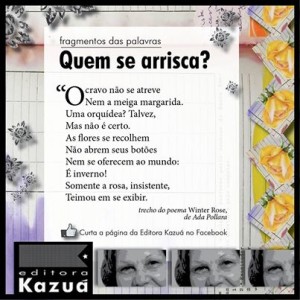 fragmentos das palavras
Quem se arrisca?
“O cravo não se atreve
Nem a meiga margarida.
Uma orquídea? Talvez,
Mas não é certo.
As flores se recolhem
Não abrem seus botões
Nem se oferecem ao mundo:
É inverno!
Somente a rosa, insistente,
Teimou em se exibir.
trecho do poema Winter Rose,
de Ada Pollara
Curta a página da Editora Kazuá no Facebook
editora
Kazuá